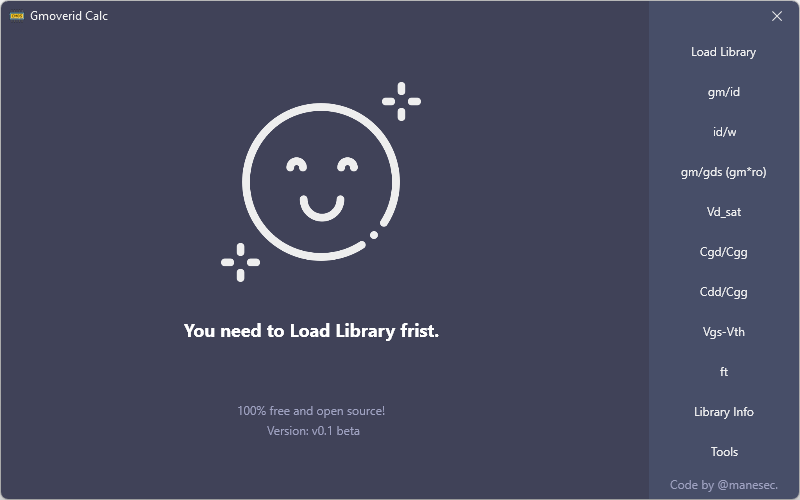 Gmoverid Calc
You need to Load Library frist.
100% free and open source!
Version: v0.1 beta
Load Library
gm/id
id/w
gm/gds (gm*ro)
Vd_sat
Cgd/Cgg
Cdd/Cgg
Vgs-Vth
ft
Library Info
Tools
Code by @manesec.